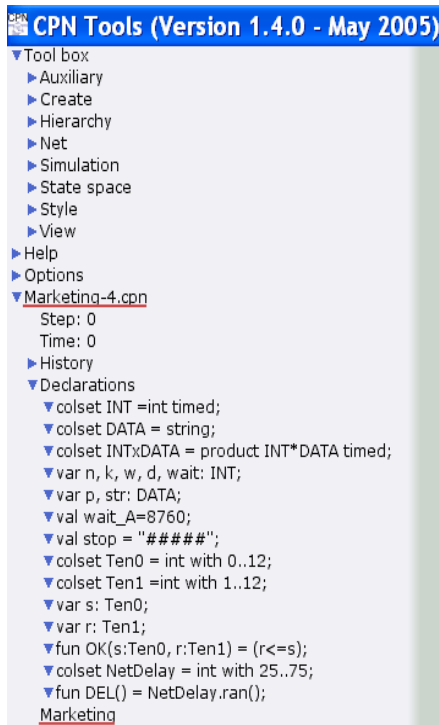 CPN CPN Tools (Version 1.4.0 - May 2005)
Tool box
Auxiliary
Create
Hierarchy
Net
Simulation
State space
Style
View
Help
Options
Marketing-4.cpn
Step: 0
Time: 0
History
Declarations
colset INT =int timed;
colset DATA = string;
colset INTxDATA = product INT*DATA timed;
var n, k, w, d, wait: INT;
var p, str: DATA;
val wait_A=8760;
val stop = "#####";
colset Ten0 = int with 0..12;
colset Ten1 =int with 1..12;
var s: Ten0;
var r: Ten1;
fun OK(s:Ten0, r:Ten1) = (r<=s);
colset NetDelay = int with 25..75;
fun DEL() = NetDelay.ran();
Marketing